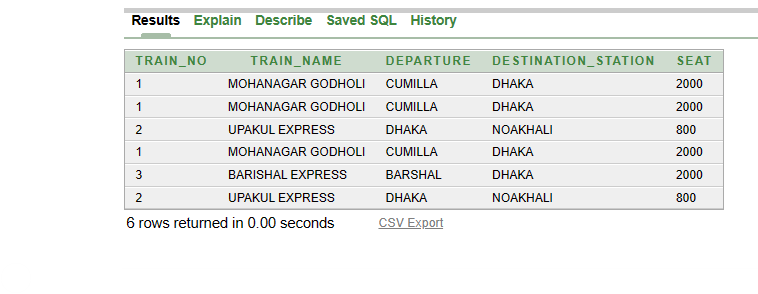 Results Explain Describe Saved SQL History
TRAIN_NO TRAIN_NAME DEPARTURE DESTINATION_STATION SEAT
1 MOHANAGAR GODHOLI CUMILLA DHAKA 2000
1 MOHANAGAR GODHOLI CUMILLA DHAKA 2000
2 UPAKUL EXPRESS DHAKA NOAKHALI 800
1 MOHANAGAR GODHOLI CUMILLA DHAKA 2000
3 BARISHAL EXPRESS BARSHAL DHAKA 2000
2 UPAKUL EXPRESS DHAKA NOAKHALI 800
6 rows returned in 0.00 seconds CSV Export